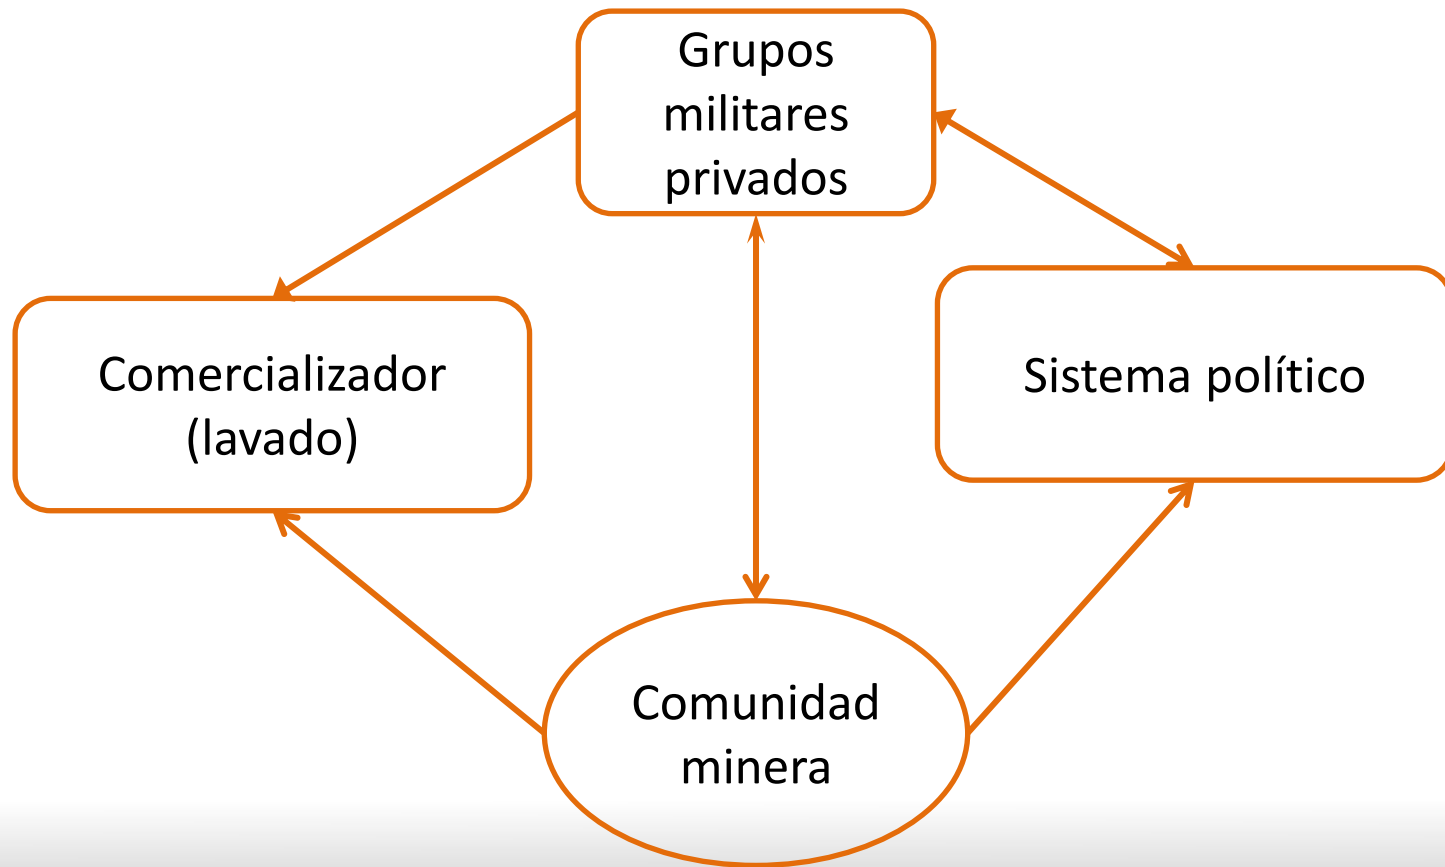 Grupos
militares
privados
Comercializador
(lavado)
Sistema político
Comunidad
minera